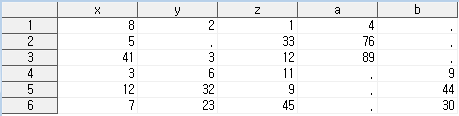 x y z a b
1 8 2 1 4 .
2 5 . 33 76 .
3 41 3 12 89 .
4 3 6 11 . 9
5 12 32 9 . 44
6 7 23 45 . 30